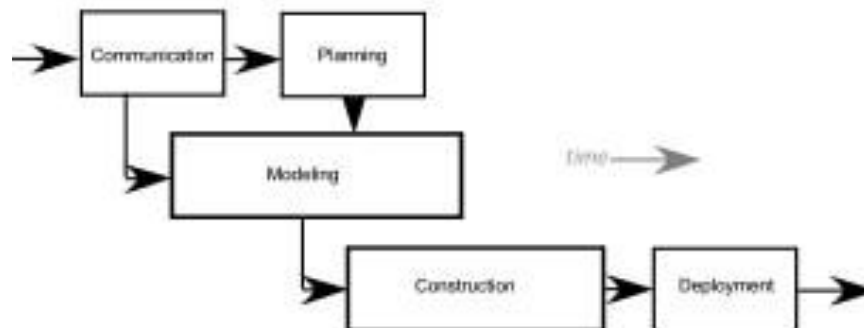 Communication
Planning
Modeling
time
Construction
Deployment